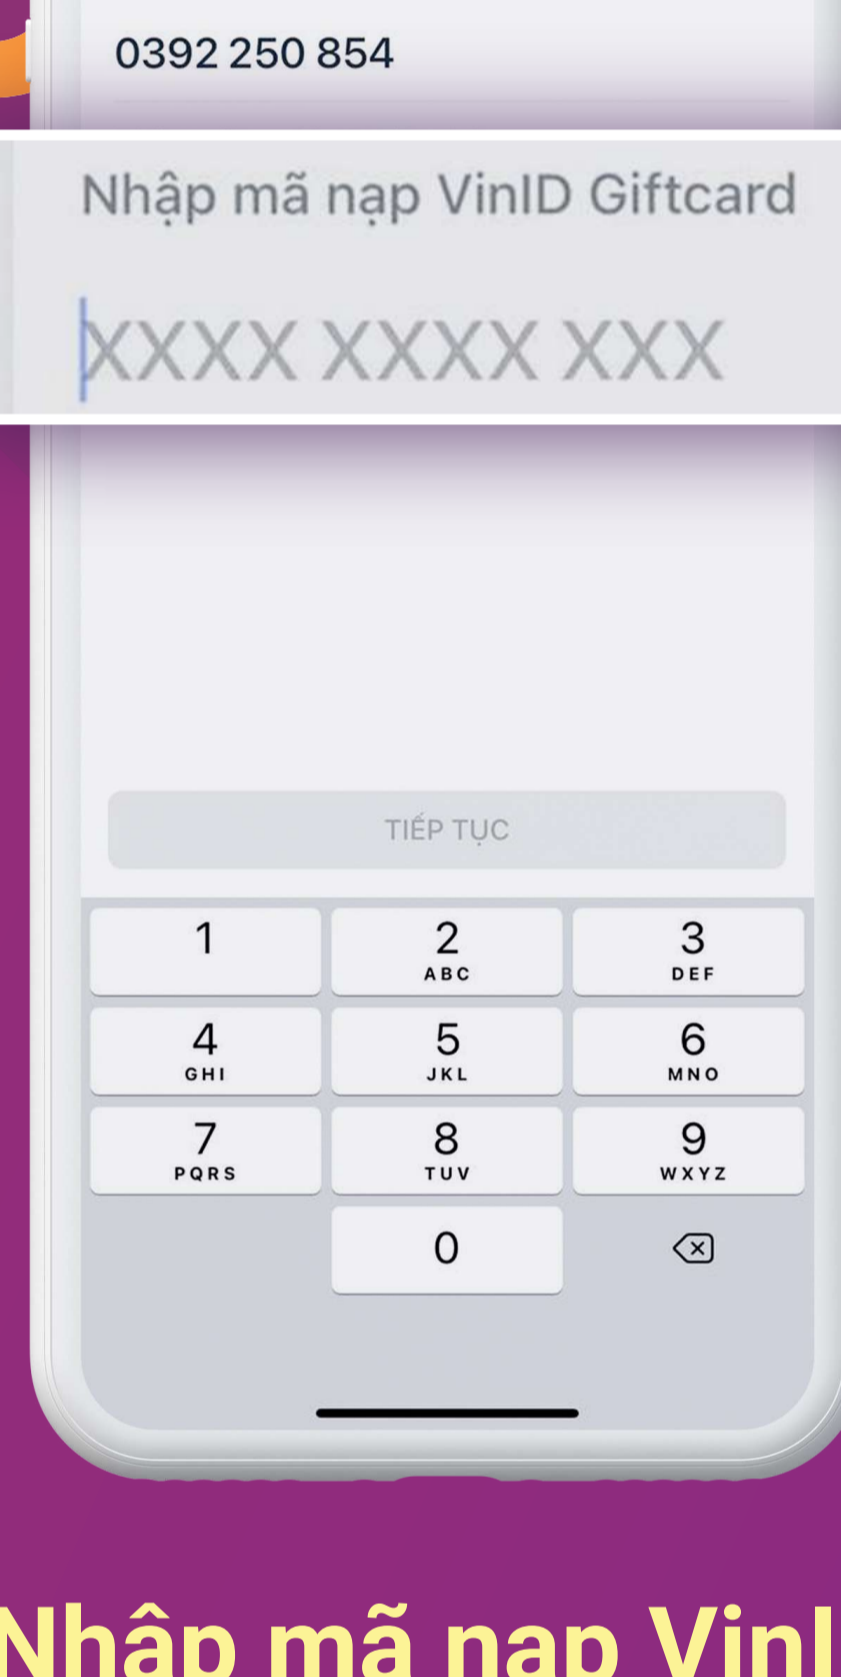 0392 250 854
Nhập mã nạp VinID Giftcard
XXXX XXXX XXX
TIẾP TỤC
1
2
ABC
3
DEF
4
GHI
5
JKL
6
MNO
7
PQRS
8
TUV
9
WXYZ
0
Nhập mã nạp VinI